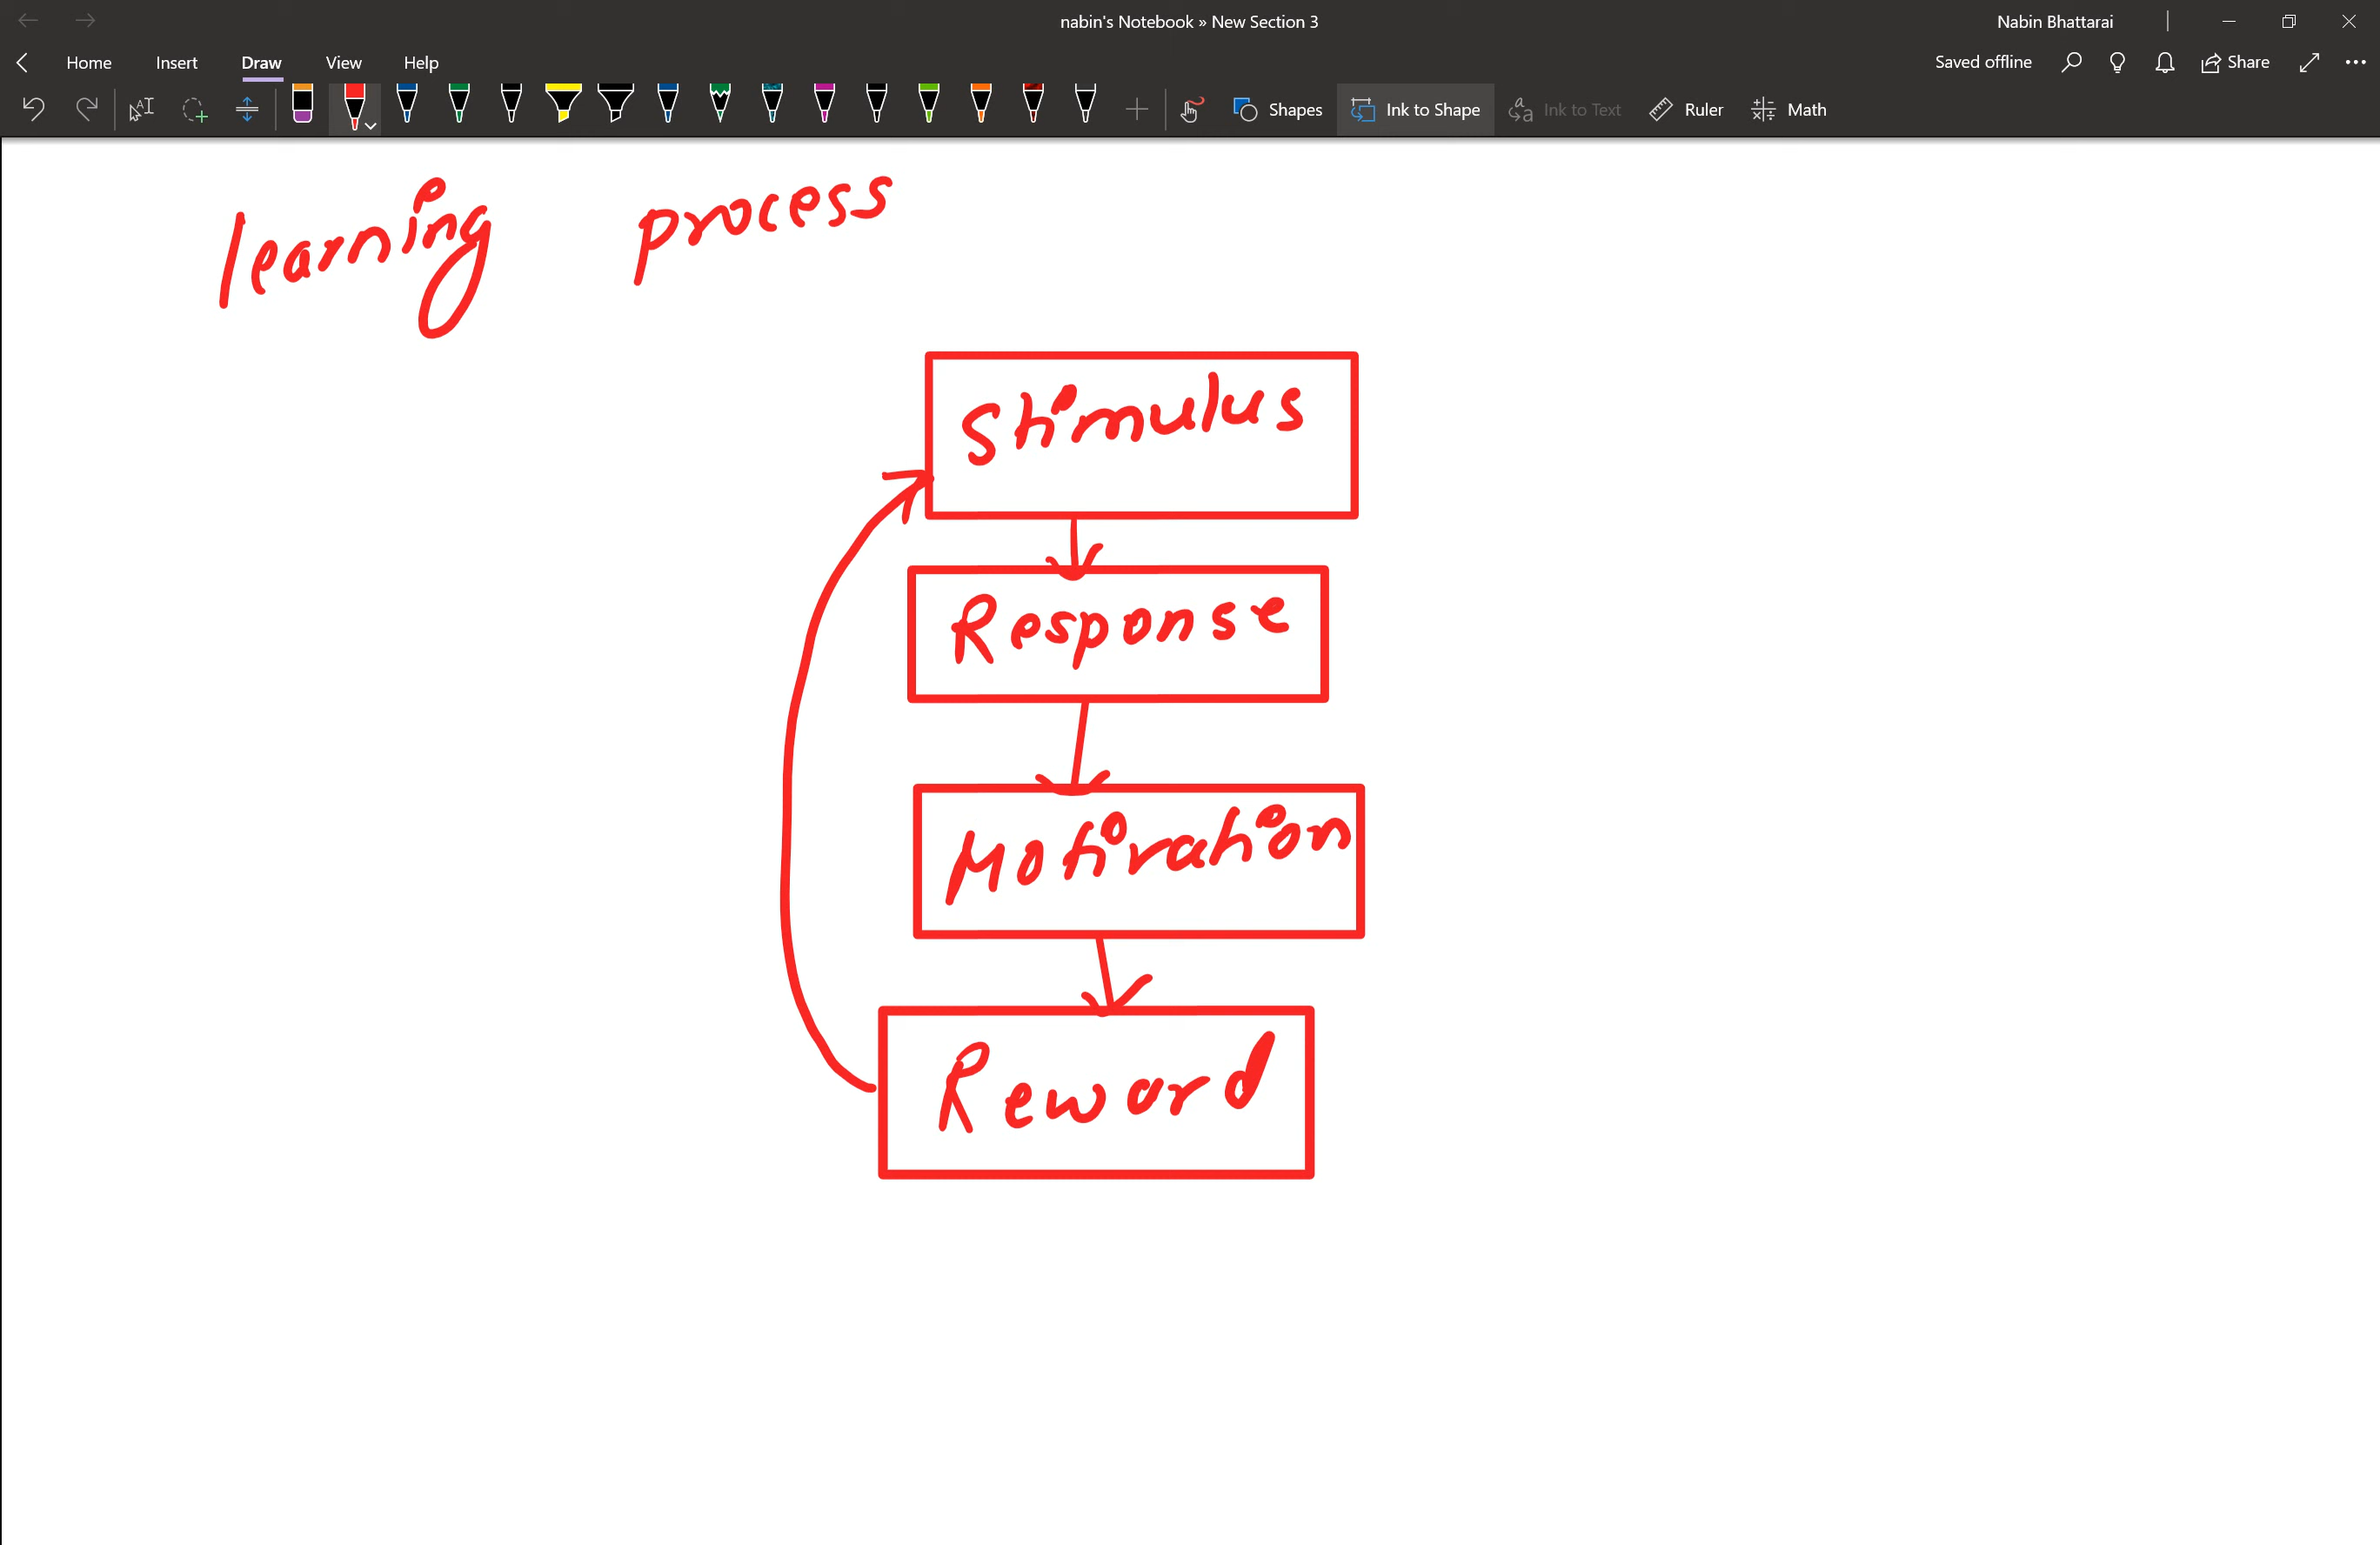 nabin's Notebook » New Section 3
Nabin Bhattarai
Home Insert Draw View Help
Saved offline Share
Shapes Ink to Shape Ink to Text Ruler Math
learning process
Stimulus
Response
Motivation
Reward